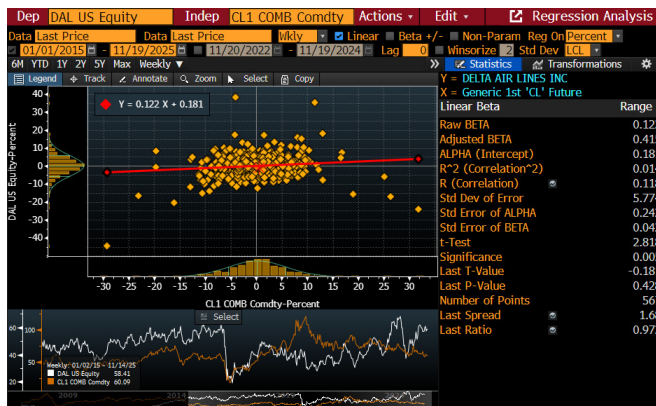 Dep DAL US Equity Indep CL1 COMB Comdty Actions Edit Regression Analysis
Data Last Price Data Last Price Wkly Linear Beta +/- Non-Param Reg On Percent
01/01/2015 - 11/19/2025 11/20/2022 - 11/19/2024 Lag 0 Winsorize 2 Std Dev LCL
6M YTD 1Y 2Y 5Y Max Weekly Statistics Transformations
Legend Track Annotate Zoom Select Copy
Y = DELTA AIR LINES INC
X = Generic 1st 'CL' Future
Linear Beta Range
Y = 0.122 X + 0.181
Raw BETA 0.12
Adjusted BETA 0.41
ALPHA (Intercept) 0.18
R^2 (Correlation^2) 0.01
R (Correlation) 0.118
Std Dev of Error 5.77
Std Error of ALPHA 0.24
Std Error of BETA 0.04
t-Test 2.81
Significance 0.00
Last T-Value -0.18
Last P-Value 0.42
Number of Points 56
Last Spread 1.6
Last Ratio 0.97
DAL US Equity-Percent
40
30
20
10
0
-10
-20
-30
-40
-30 -25 -20 -15 -10 -5 0 5 10 15 20 25 30
CL1 COMB Comdty-Percent
Select
60 100
40 50
20
Weekly: 01/02/15 - 11/14/25
DAL US Equity 58.41
CL1 COMB Comdty 60.09
2009 2014